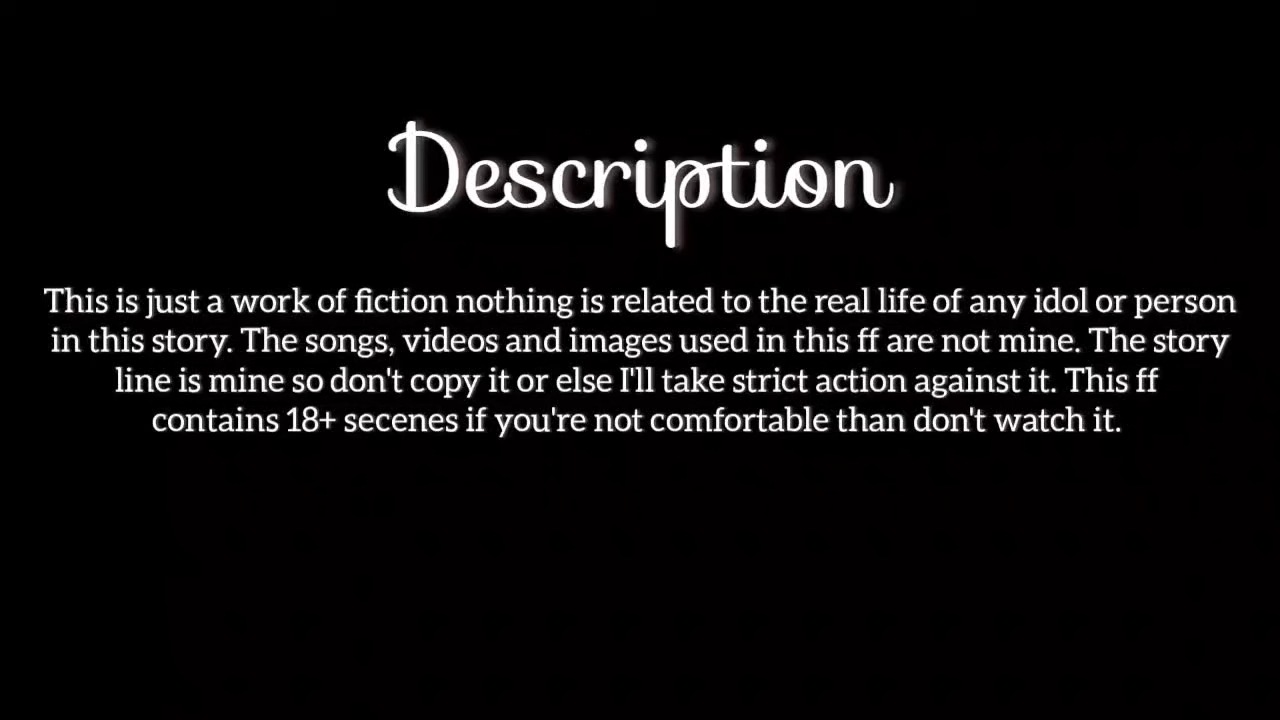 Description
This is just a work of fiction nothing is related to the real life of any idol or person
in this story. The songs, videos and images used in this ff are not mine. The story
line is mine so don't copy it or else I'll take strict action against it. This ff
contains 18+ secenes if you're not comfortable than don't watch it.